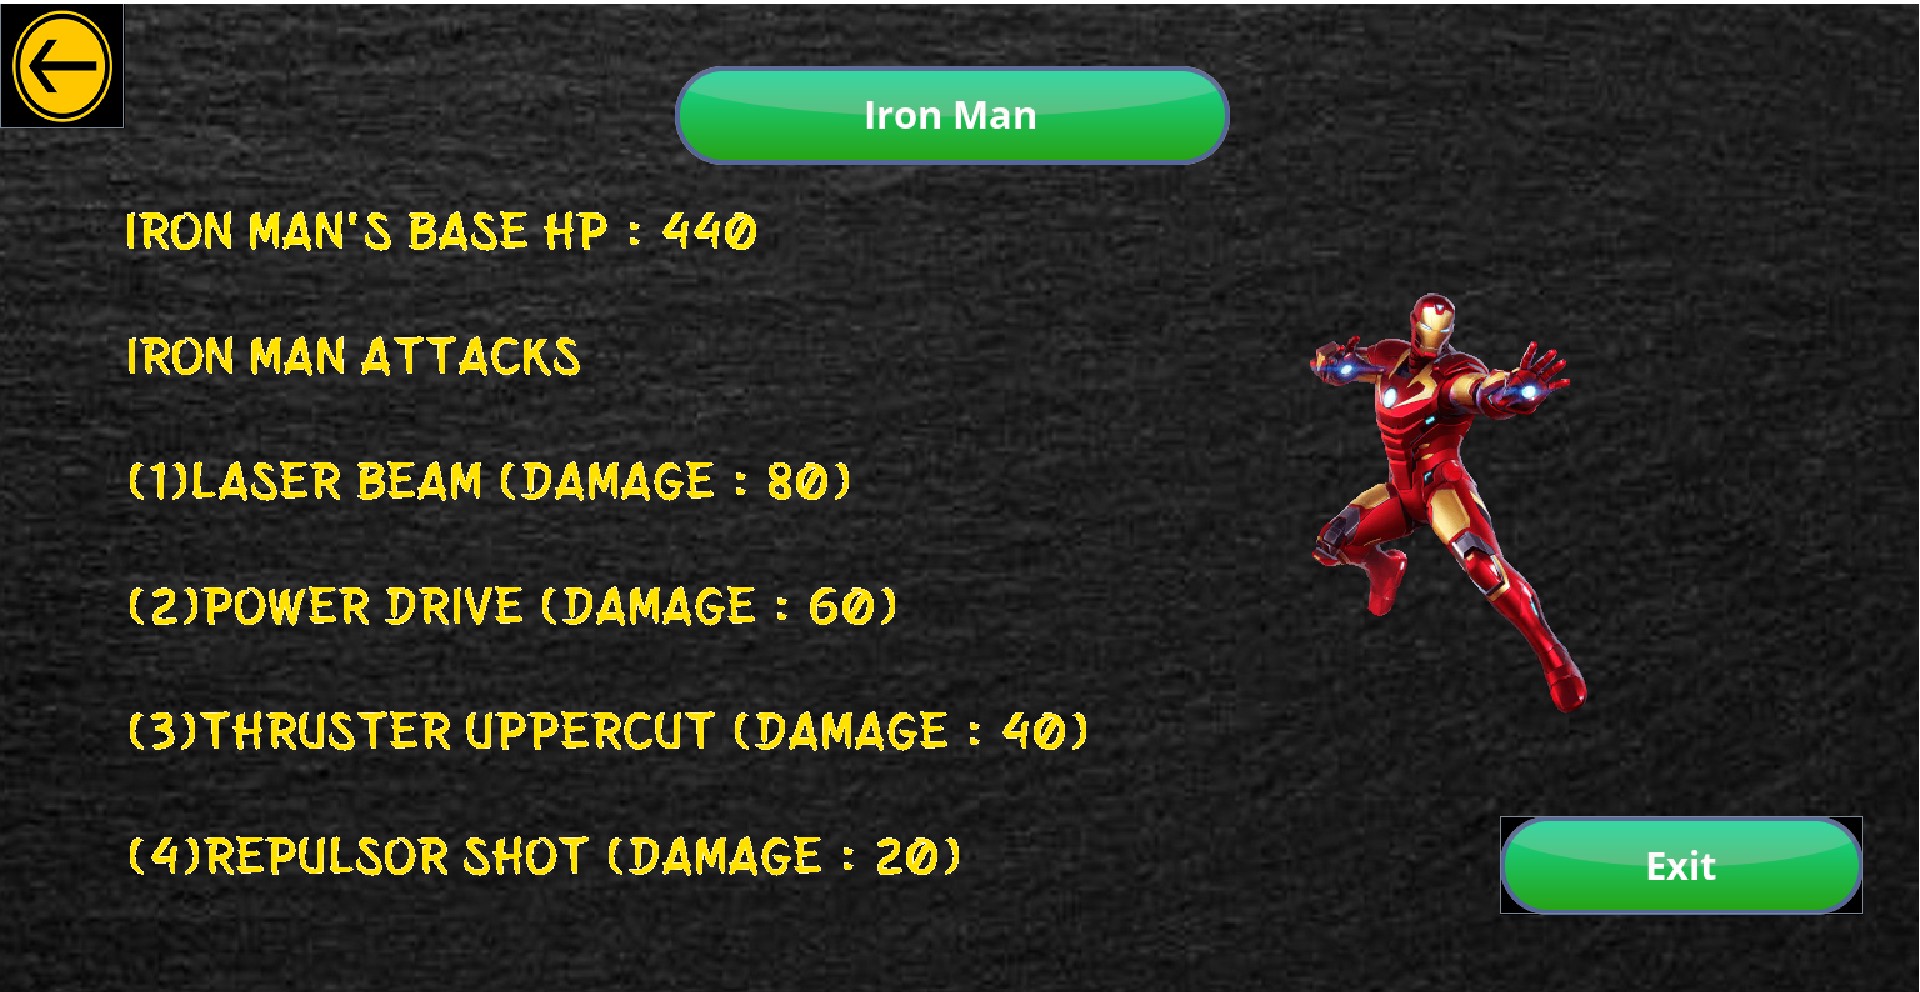 Iron Man
IRON MAN'S BASE HP : 440
IRON MAN ATTACKS
(1)LASER BEAM (DAMAGE : 80)
(2)POWER DRIVE (DAMAGE : 60)
(3)THRUSTER UPPERCUT (DAMAGE : 40)
(4)REPULSOR SHOT (DAMAGE : 20)
Exit